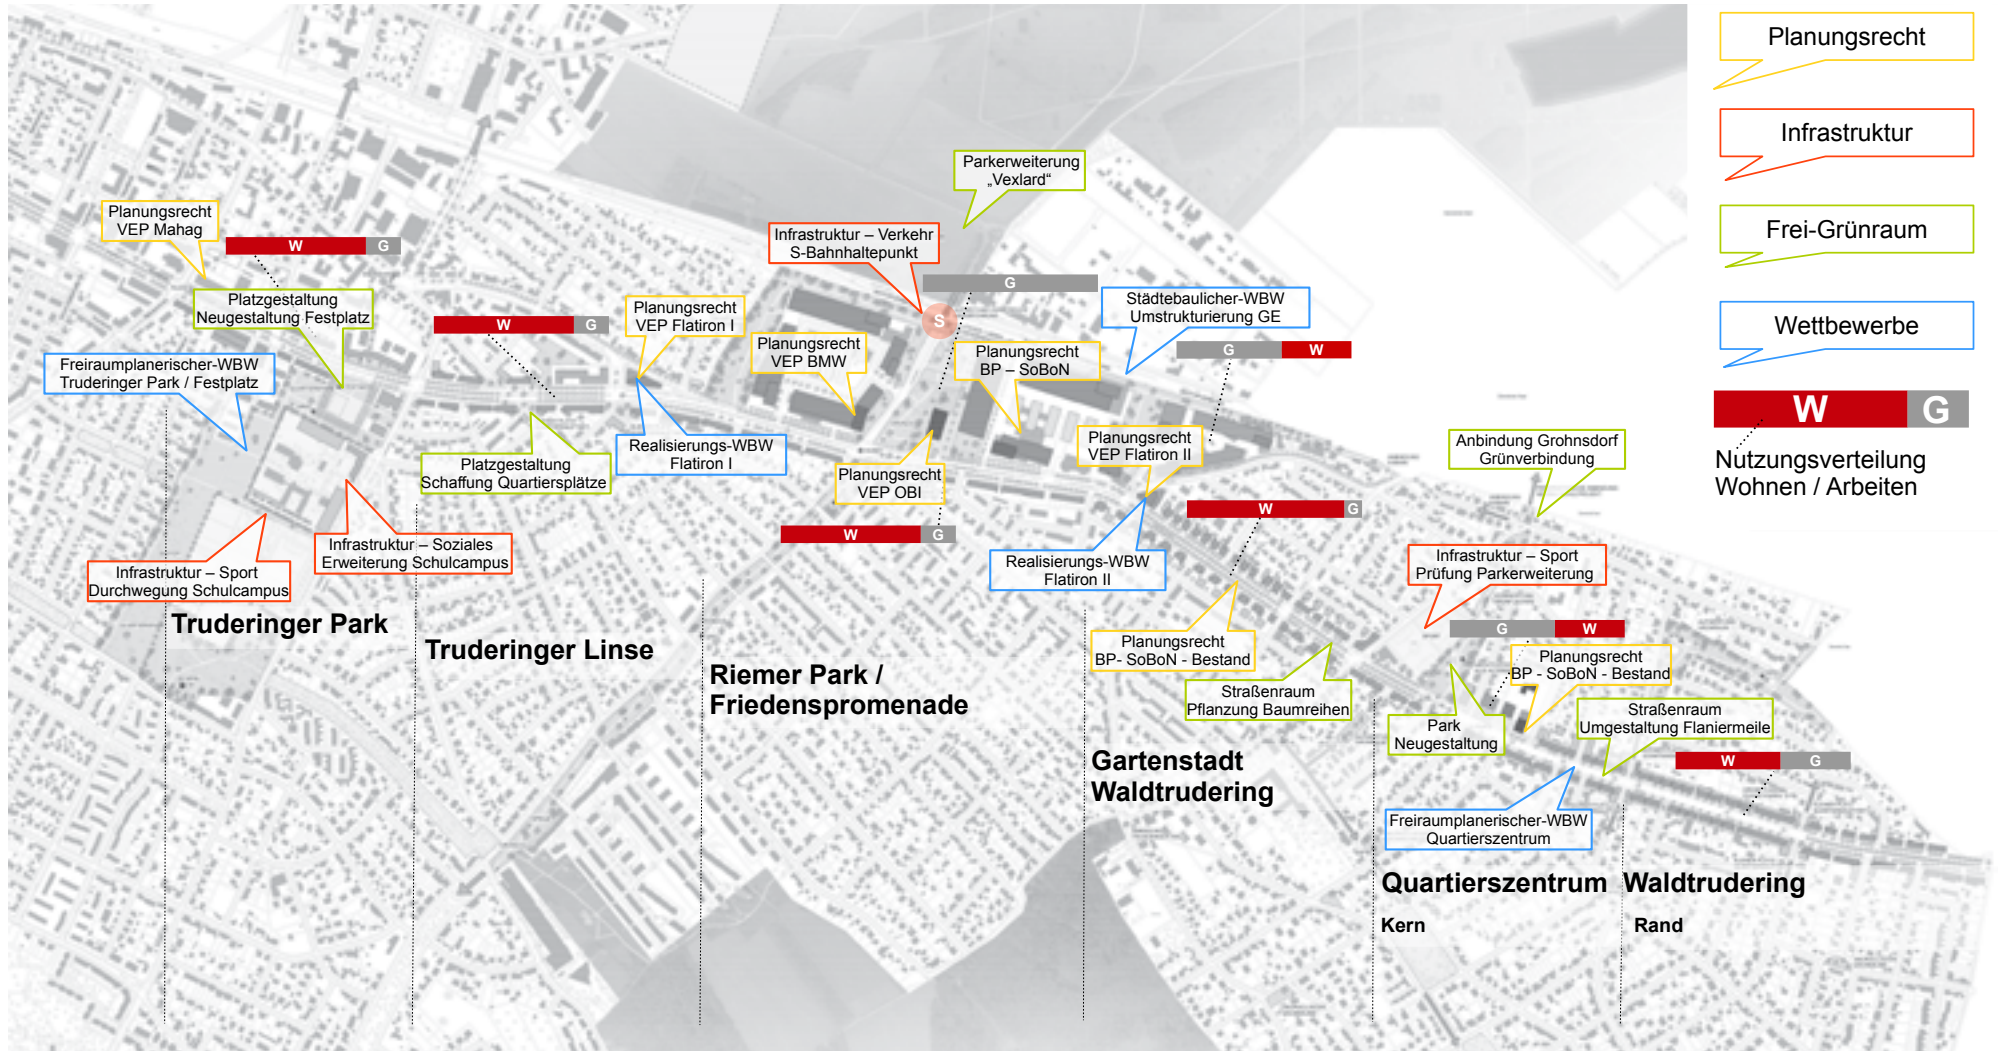 Planungsrecht
Infrastruktur
Frei-Grünraum
Wettbewerbe
W G
Nutzungsverteilung
Wohnen / Arbeiten
Parkerweiterung
„Vexlard“
Planungsrecht
VEP Mahag
W G
Infrastruktur – Verkehr
S-Bahnhaltepunkt
G
S
Platzgestaltung
Neugestaltung Festplatz
W G
Planungsrecht
VEP Flatiron I
Planungsrecht
VEP BMW
Planungsrecht
BP – SoBoN
Städtebaulicher-WBW
Umstrukturierung GE
G W
Freiraumplanerischer-WBW
Truderinger Park / Festplatz
Realisierungs-WBW
Flatiron I
Platzgestaltung
Schaffung Quartiersplätze
Planungsrecht
VEP OBI
Planungsrecht
VEP Flatiron II
Anbindung Grohnsdorf
Grünverbindung
W G
W G
Infrastruktur – Soziales
Erweiterung Schulcampus
Infrastruktur – Sport
Durchwegung Schulcampus
Realisierungs-WBW
Flatiron II
Infrastruktur – Sport
Prüfung Parkerweiterung
G W
Planungsrecht
BP- SoBoN - Bestand
Planungsrecht
BP - SoBoN - Bestand
Straßenraum
Pflanzung Baumreihen
Park
Neugestaltung
Straßenraum
Umgestaltung Flaniermeile
W G
Freiraumplanerischer-WBW
Quartierszentrum
Truderinger Park
Truderinger Linse
Riemer Park /
Friedenspromenade
Gartenstadt
Waldtrudering
Quartierszentrum Waldtrudering
Kern Rand